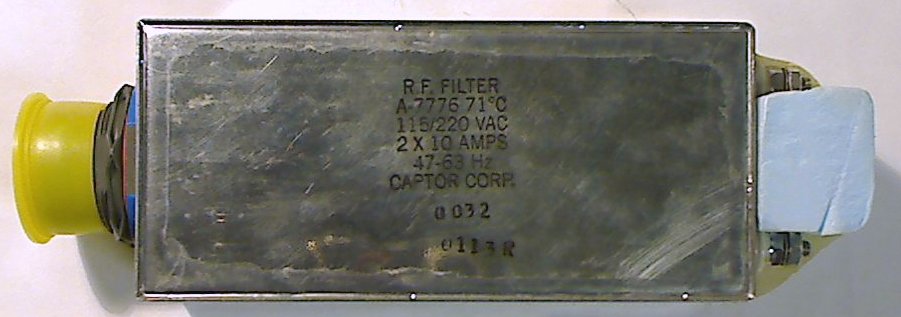 R.F. FILTER
A-7776 71°C
115/220 VAC
2 X 10 AMPS
47-63 Hz
CAPTOR CORP.
0032
0113R